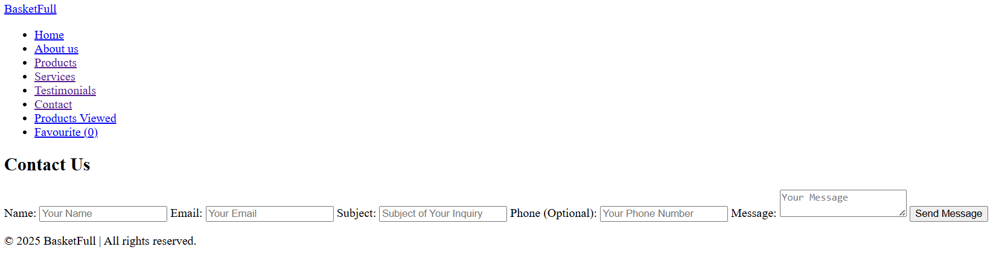 BasketFull
Home
About us
Products
Services
Testimonials
Contact
Products Viewed
Favourite (0)
Contact Us
Name: Your Name Email: Your Email Subject: Subject of Your Inquiry Phone (Optional): Your Phone Number Message: Your Message Send Message
© 2025 BasketFull | All rights reserved.